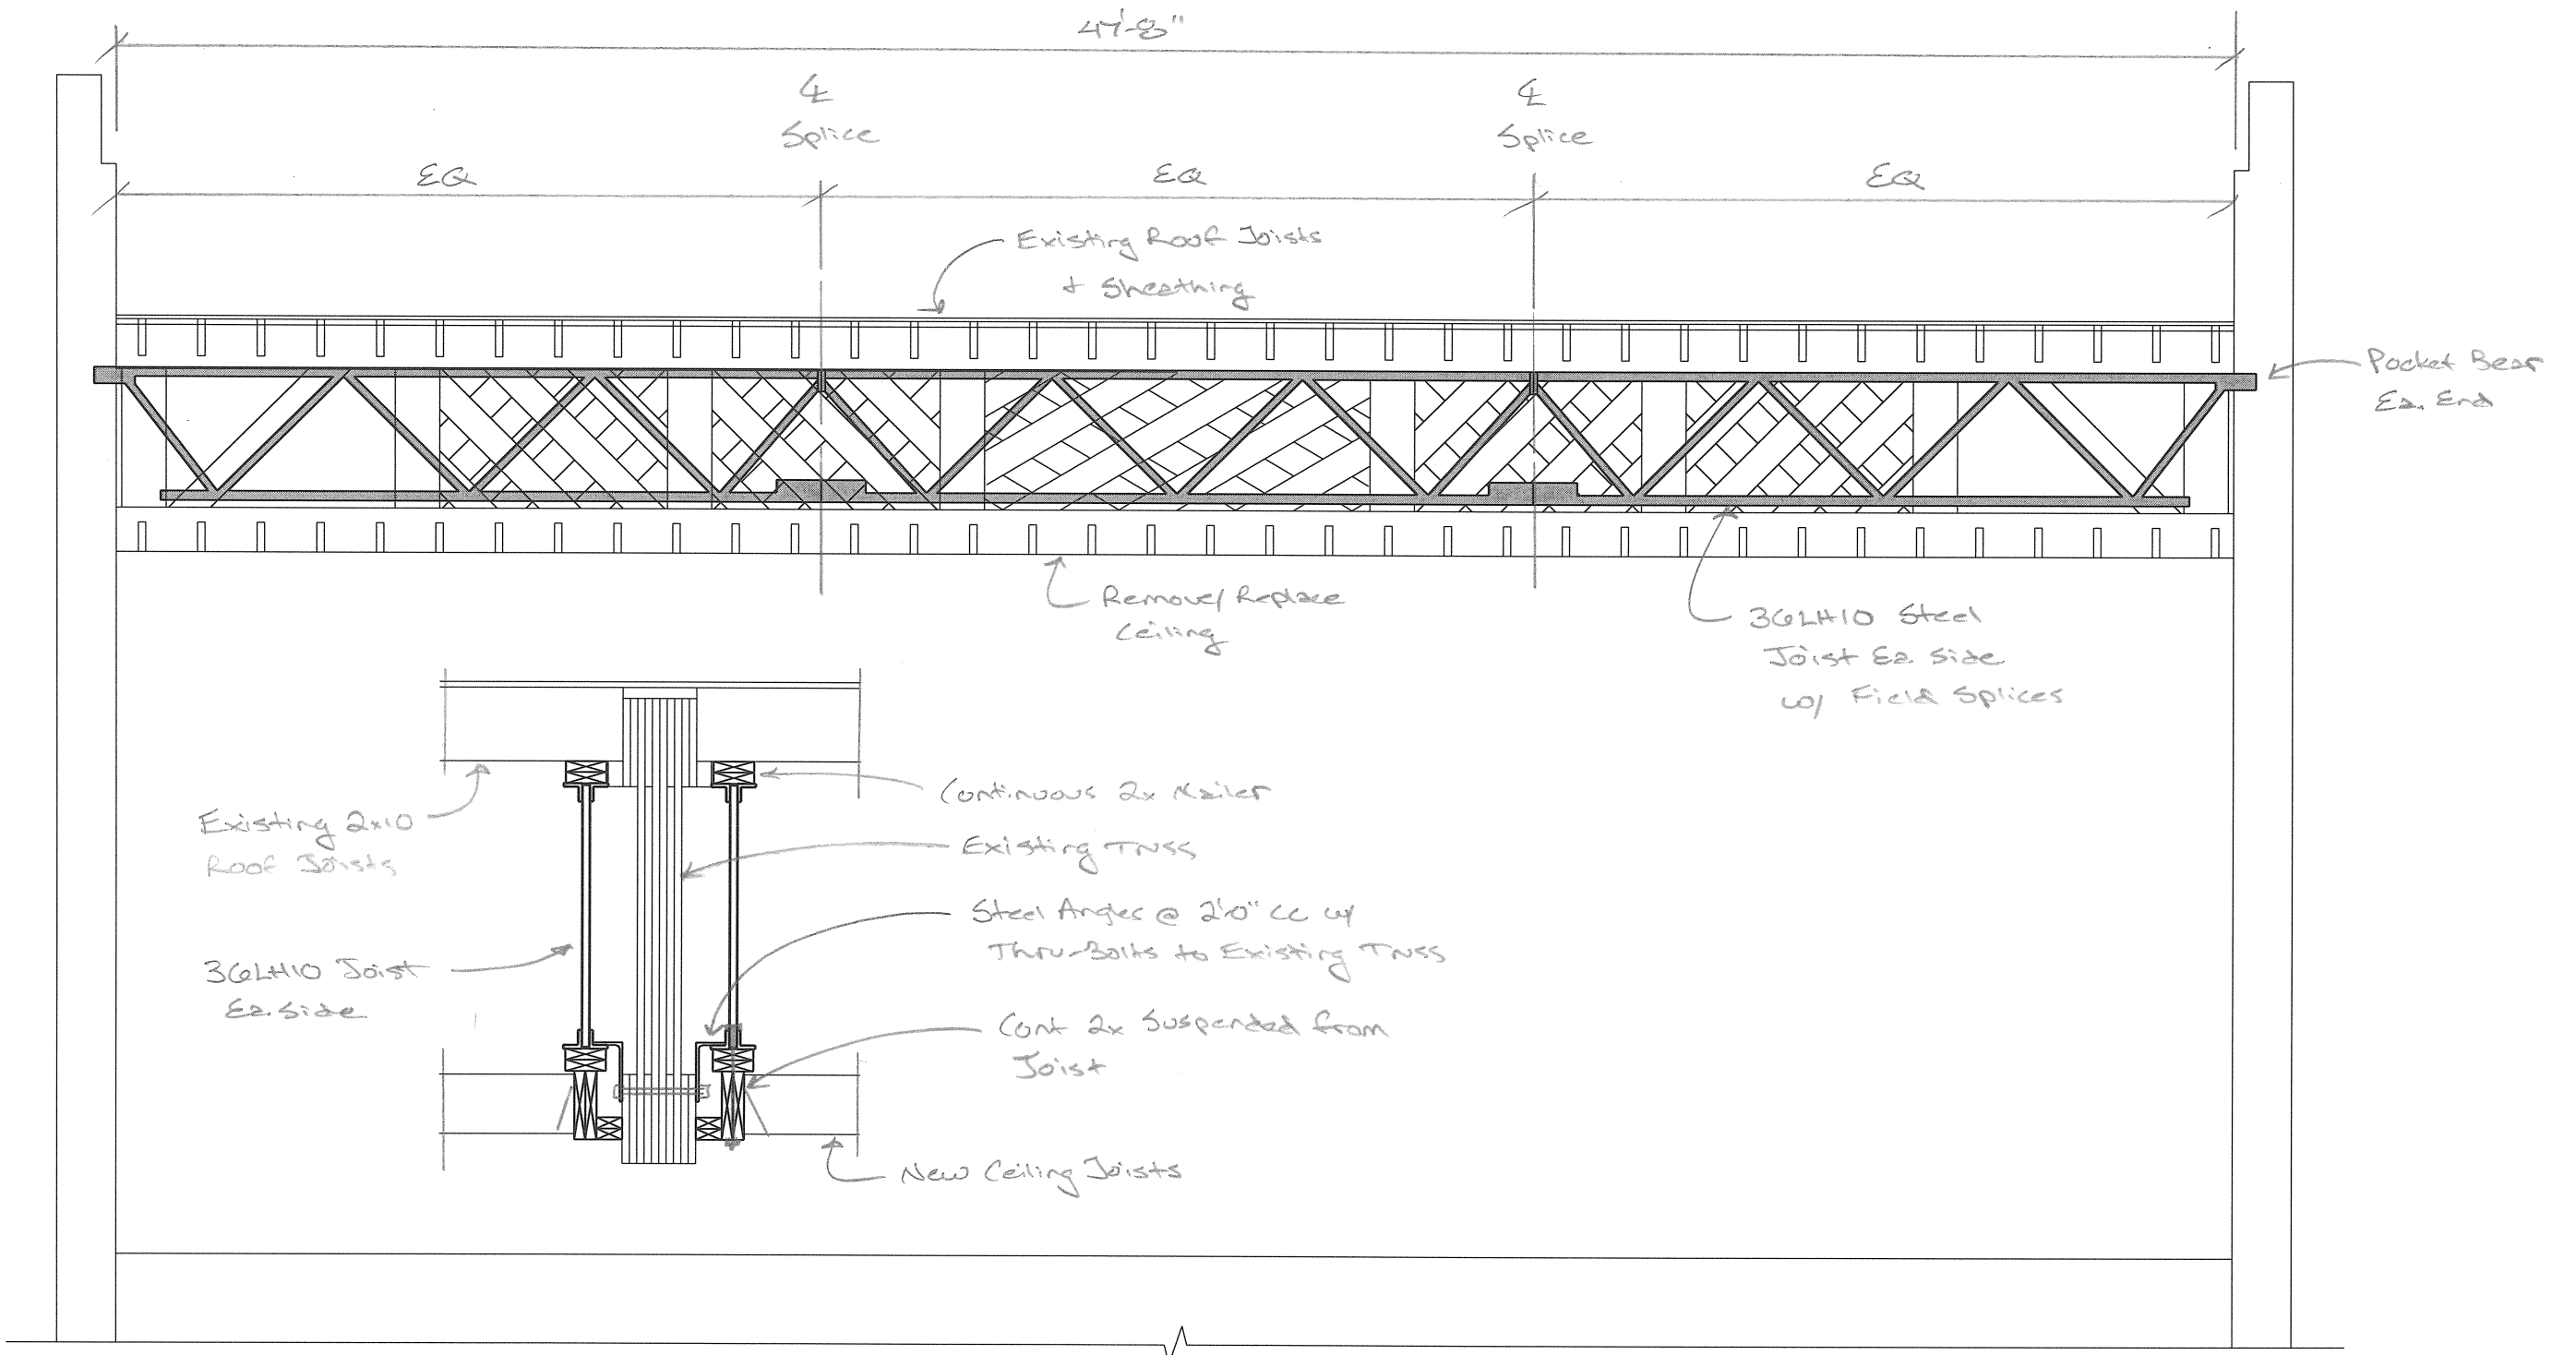 47'-8"
℄
Splice
℄
Splice
EQ
EQ
EQ
Existing Roof Joists
+ Sheathing
Pocket Bear
Ea. End
Remove/ Replace
Ceiling
36LH10 Steel
Joist Ea. Side
w/ Field Splices
Existing 2x10
Roof Joists
Continuous 2x Nailer
Existing Truss
Steel Angles @ 2'-0" CC w/
Thru-Bolts to Existing Truss
36LH10 Joist
Ea. Side
Cont 2x Suspended from
Joist
New Ceiling Joists